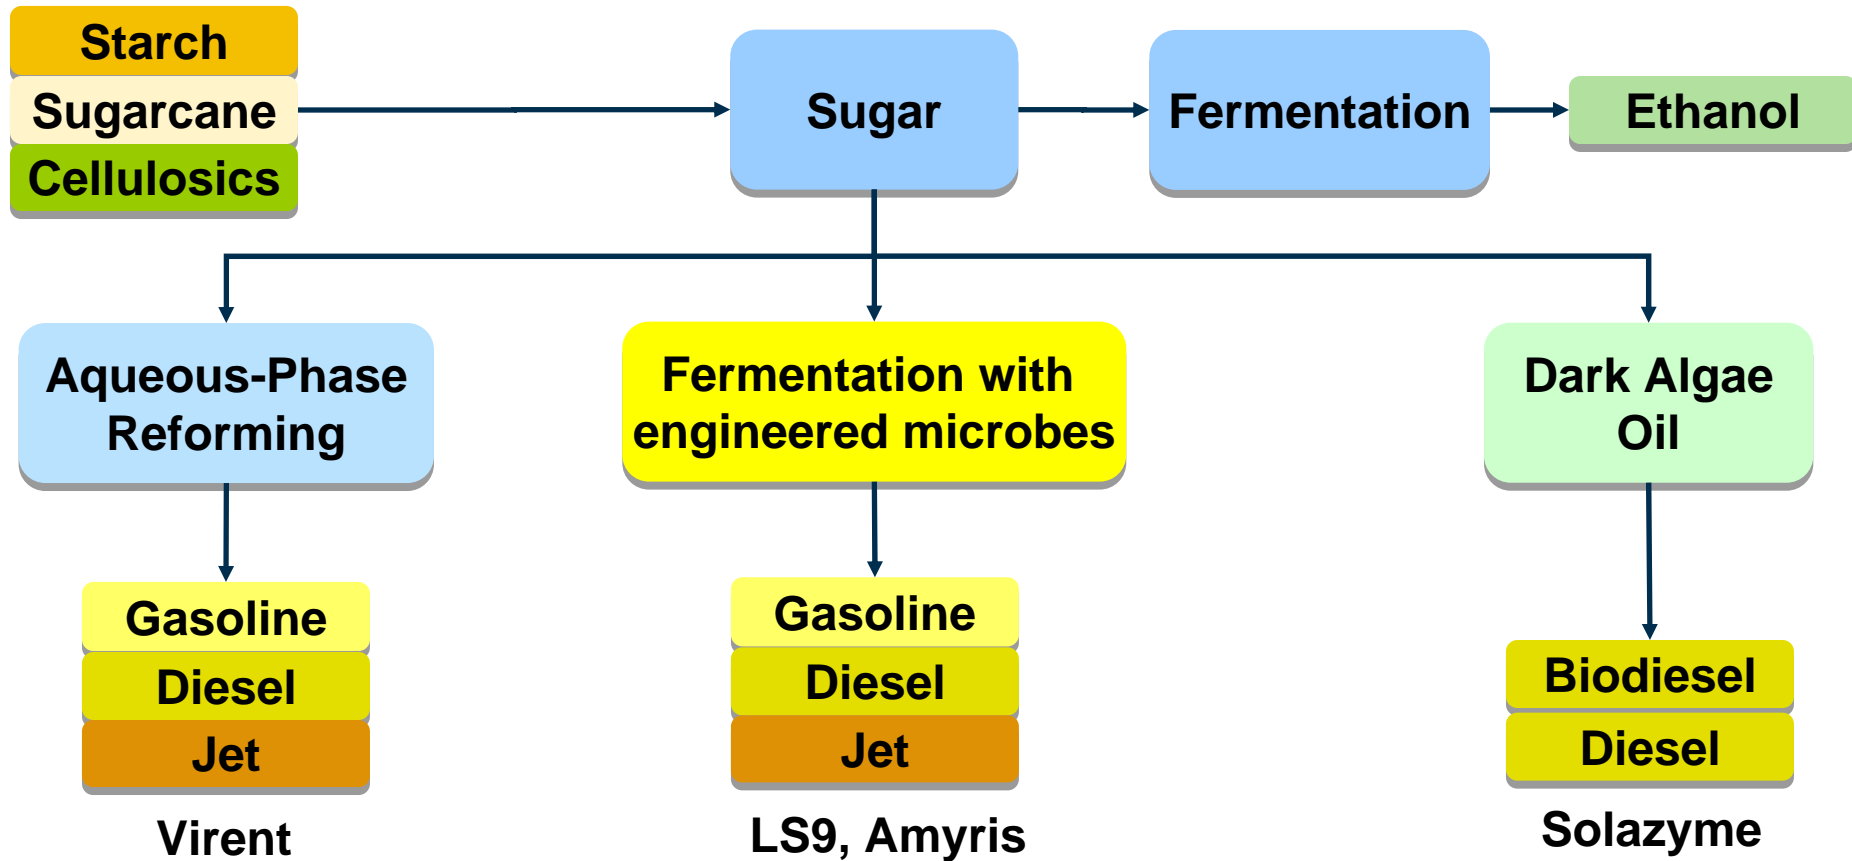 Starch
Sugarcane
Cellulosics
Sugar
Fermentation
Ethanol
Aqueous-Phase
Reforming
Fermentation with
engineered microbes
Dark Algae
Oil
Gasoline
Diesel
Jet
Virent
Gasoline
Diesel
Jet
LS9, Amyris
Biodiesel
Diesel
Solazyme